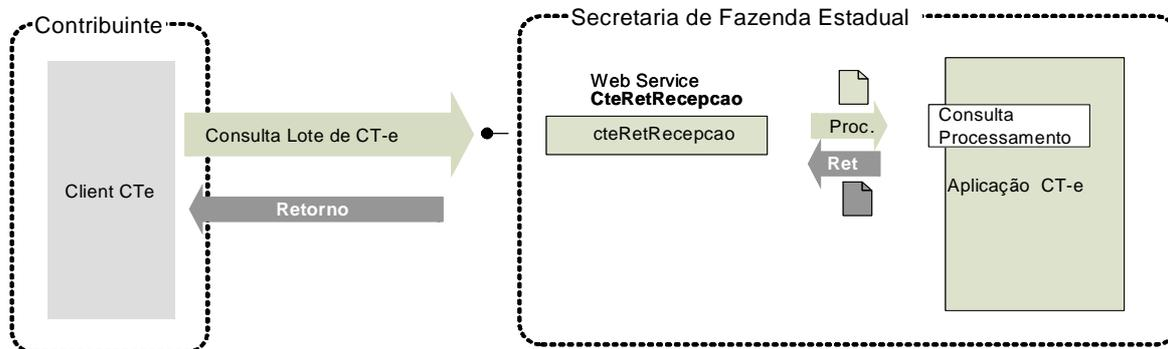 Contribuinte
Secretaria de Fazenda Estadual
Client CTe
Consulta Lote de CT-e
Retorno
Web Service
CteRetRecepcao
cteRetRecepcao
Proc.
Ret
Consulta
Processamento
Aplicação CT-e